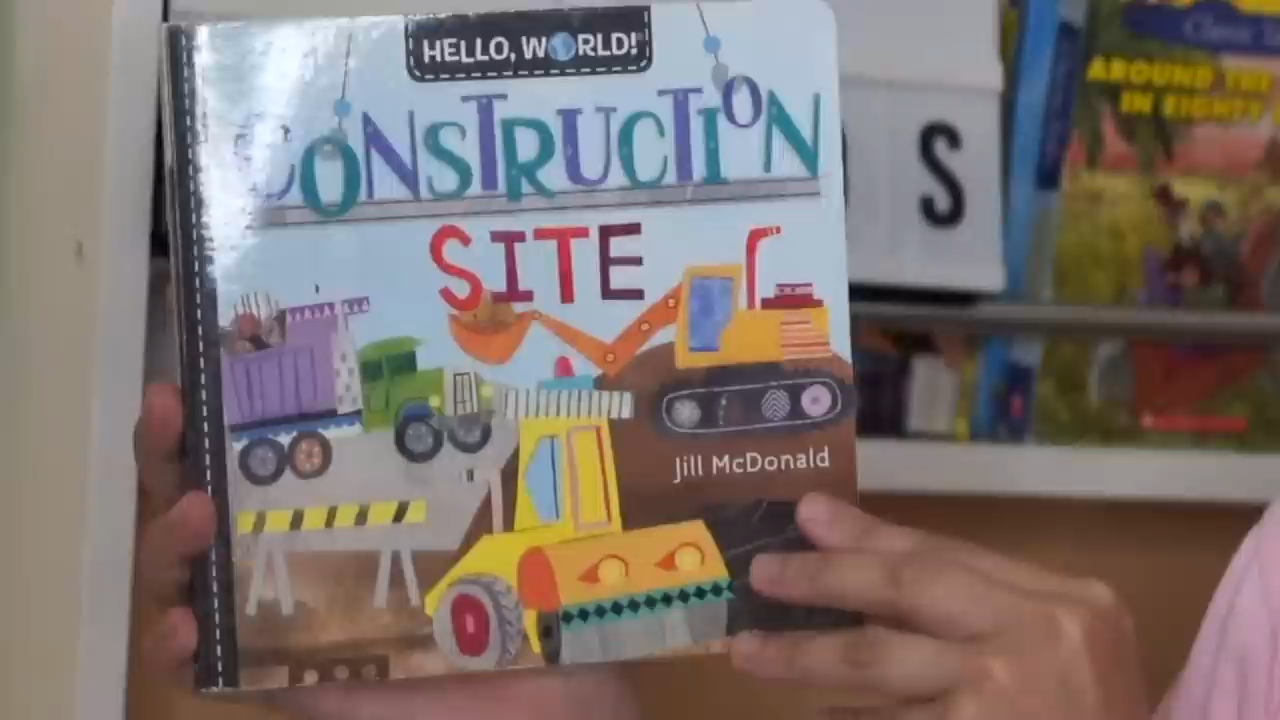 HELLO, WORLD!
CONSTRUCTION
SITE
Jill McDonald
S
AROUND THE
IN EIGHTY